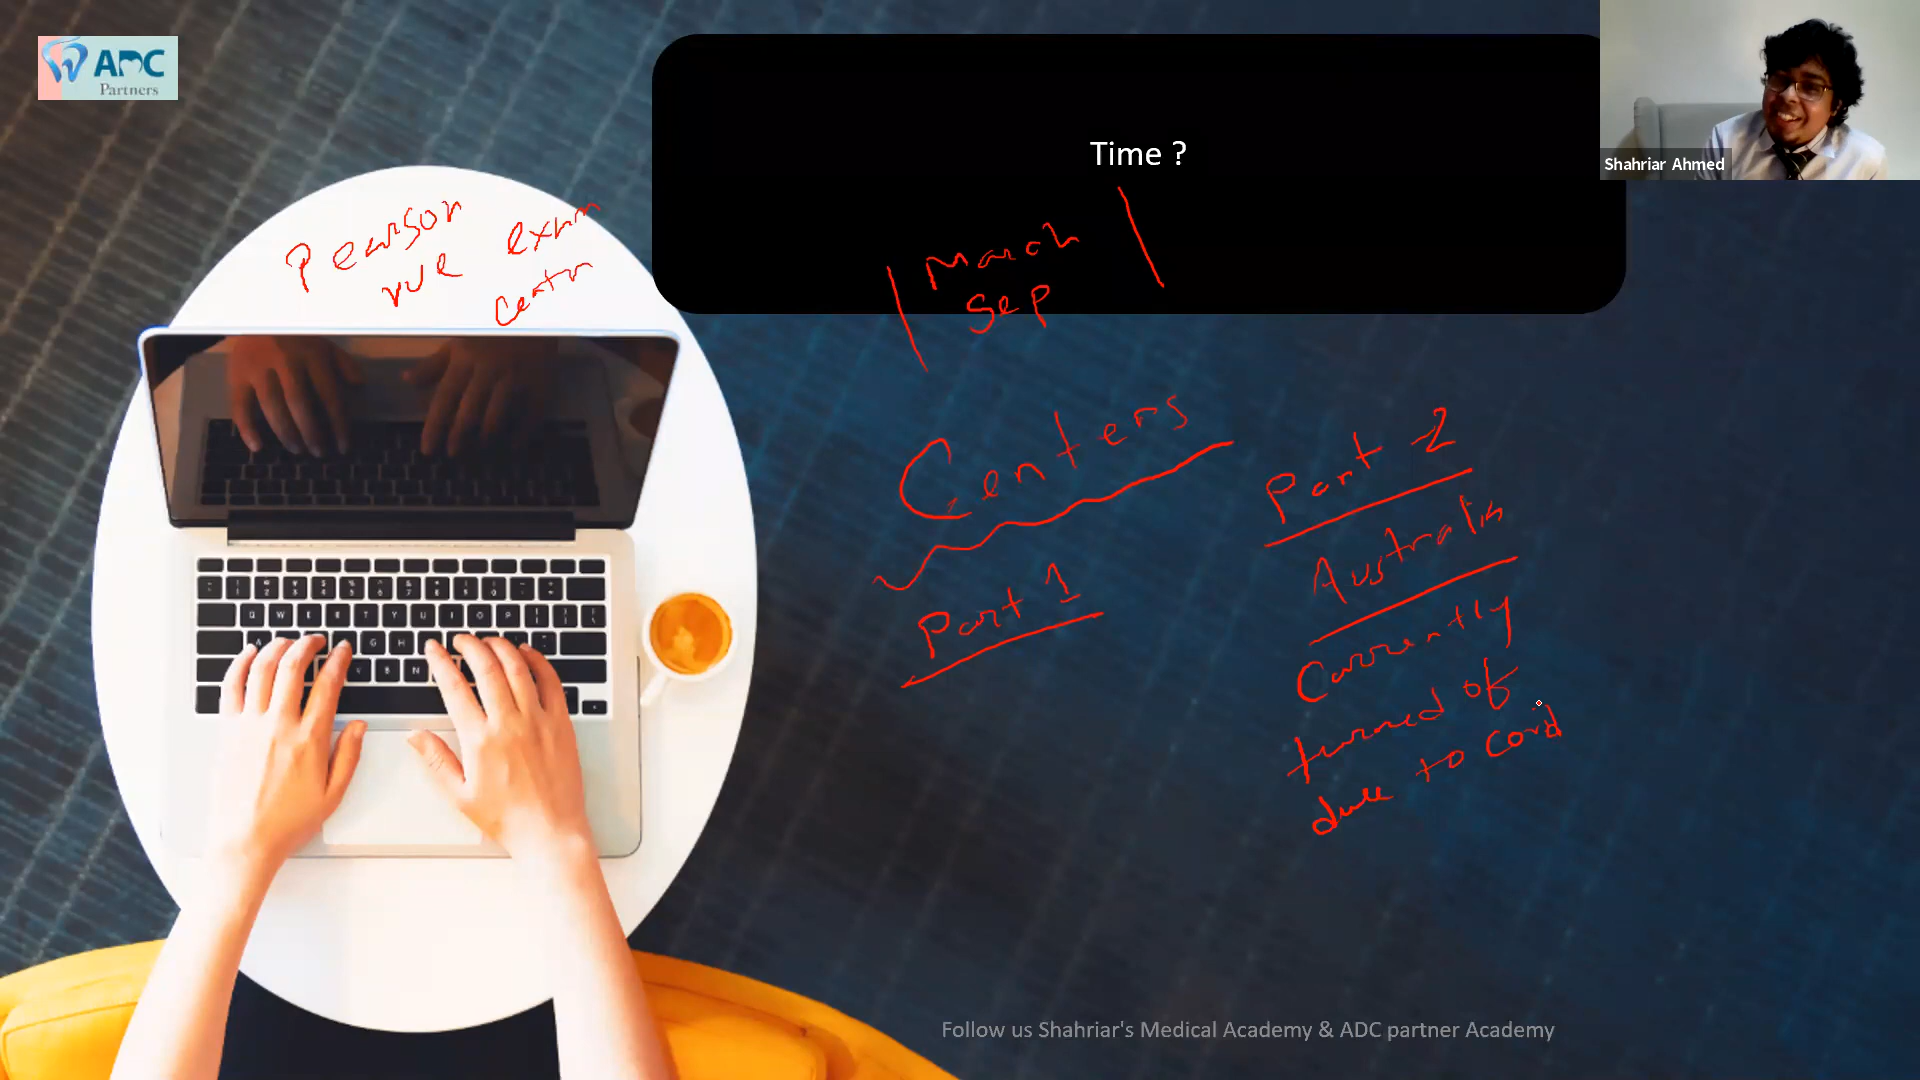 ADC
Partners
Time ?
Shahriar Ahmed
Pearson
vue exam
Center
March
Sep
Centers
Part 1
Part 2
Australia
Currently
turned of
due to Covid
Follow us Shahriar's Medical Academy & ADC partner Academy